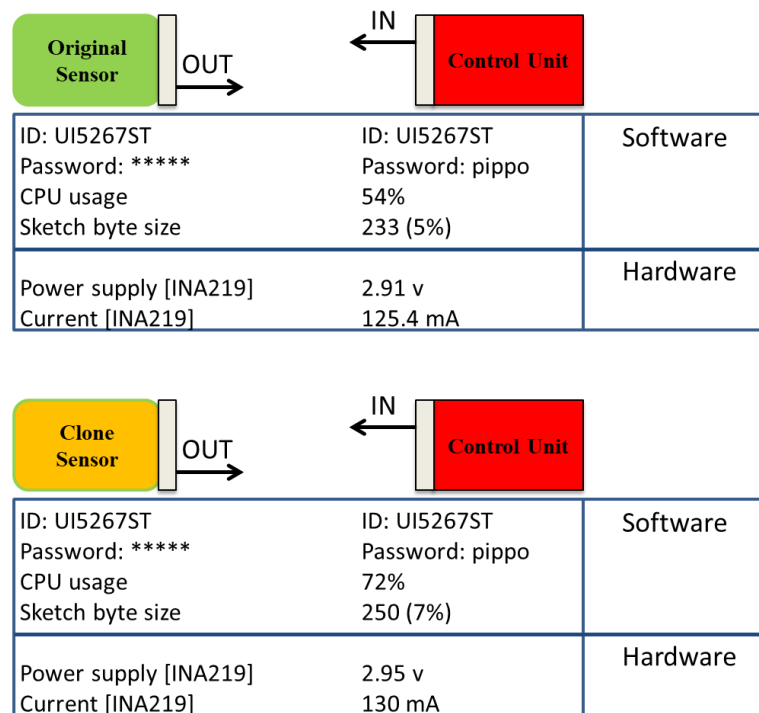 Original
Sensor
OUT
IN
Control Unit
ID: UI5267ST ID: UI5267ST Software
Password: ***** Password: pippo
CPU usage 54%
Sketch byte size 233 (5%)
Hardware
Power supply [INA219] 2.91 v
Current [INA219] 125.4 mA
Clone
Sensor
OUT
IN
Control Unit
ID: UI5267ST ID: UI5267ST Software
Password: ***** Password: pippo
CPU usage 72%
Sketch byte size 250 (7%)
Hardware
Power supply [INA219] 2.95 v
Current [INA219] 130 mA